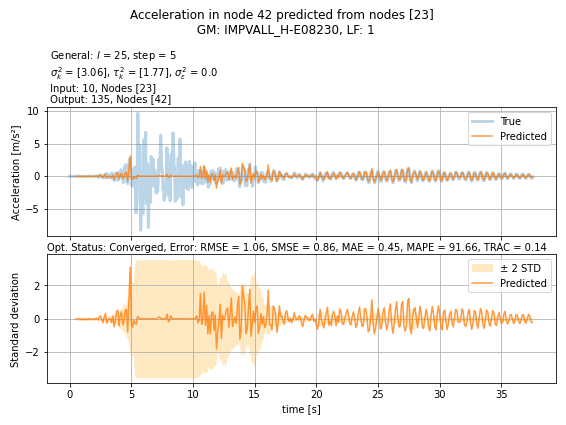 Acceleration in node 42 predicted from nodes [23]
GM: IMPVALL_H-E08230, LF: 1
General: l = 25, step = 5
σ²ₖ = [3.06], τ²ₖ = [1.77], σ²ε = 0.0
Input: 10, Nodes [23]
Output: 135, Nodes [42]
10
5
0
−5
Acceleration [m/s²]
True
Predicted
Opt. Status: Converged, Error: RMSE = 1.06, SMSE = 0.86, MAE = 0.45, MAPE = 91.66, TRAC = 0.14
2
0
−2
Standard deviation
± 2 STD
Predicted
0 5 10 15 20 25 30 35
time [s]